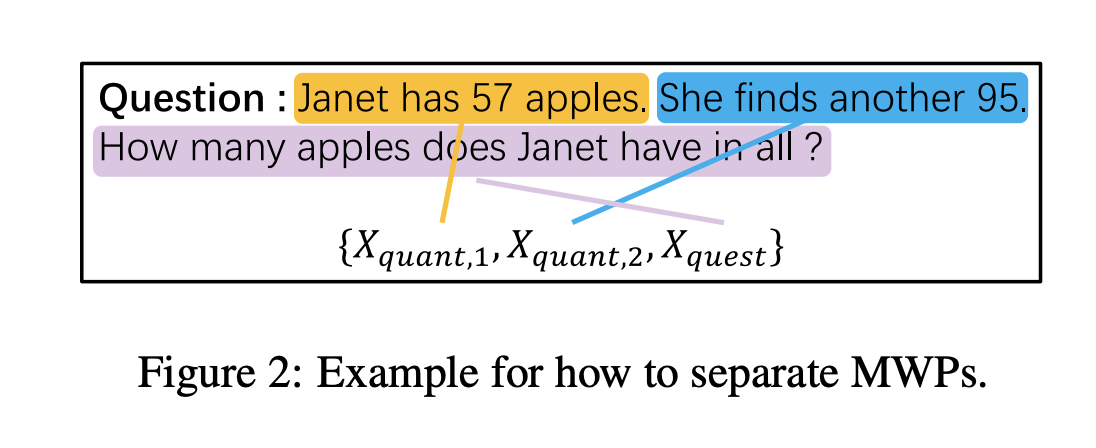 Question : Janet has 57 apples. She finds another 95.
How many apples does Janet have in all ?
{X_{quant,1}, X_{quant,2}, X_{quest}}
Figure 2: Example for how to separate MWPs.